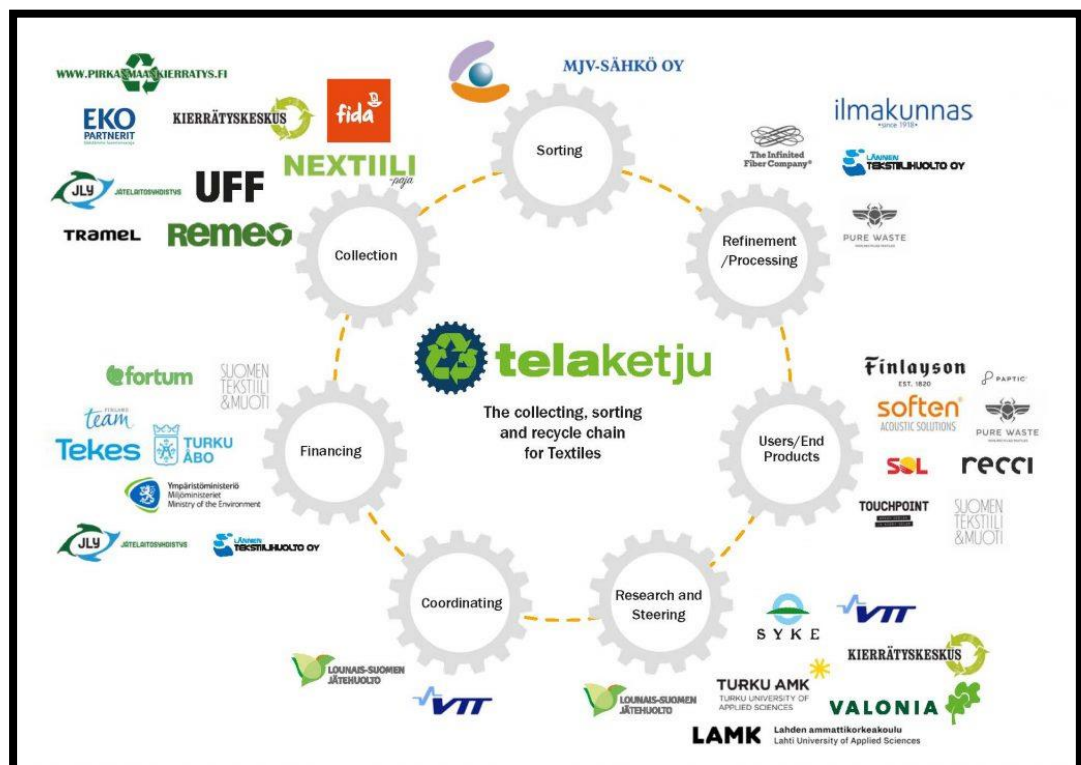 WWW.PIRKANMAANKIERRATYS.FI
EKO
PARTNERIT
KIERRÄTYSKESKUS
fida
NEXTIILI
-paja
JLY JÄTELAITOSYHDISTYS
UFF
TRAMEL
Remeo
MJV-SÄHKÖ OY
Sorting
ilmakunnas
•since 1918•
The Infinited
Fiber Company®
LÄNNEN
TEKSTIILIHUOLTO OY
PURE WASTE
Collection
Refinement
/Processing
telaketju
The collecting, sorting
and recycle chain
for Textiles
fortum
SUOMEN
TEKSTIILI
&MUOTI
FINLAND
team
Tekes
TURKU
ÅBO
Ympäristöministeriö
Miljöministeriet
Ministry of the Environment
JLY JÄTELAITOSYHDISTYS
LÄNNEN
TEKSTIILIHUOLTO OY
Financing
Users/End
Products
Finlayson
EST. 1820
PAPTIC
soften®
ACOUSTIC SOLUTIONS
PURE WASTE
SOL
recci
TOUCHPOINT
SUOMEN
TEKSTIILI
&MUOTI
Coordinating
Research and
Steering
LOUNAIS-SUOMEN
JÄTEHUOLTO
VTT
SYKE
VTT
KIERRÄTYSKESKUS
LOUNAIS-SUOMEN
JÄTEHUOLTO
TURKU AMK
TURKU UNIVERSITY OF
APPLIED SCIENCES
VALONIA
LAMK
Lahden ammattikorkeakoulu
Lahti University of Applied Sciences